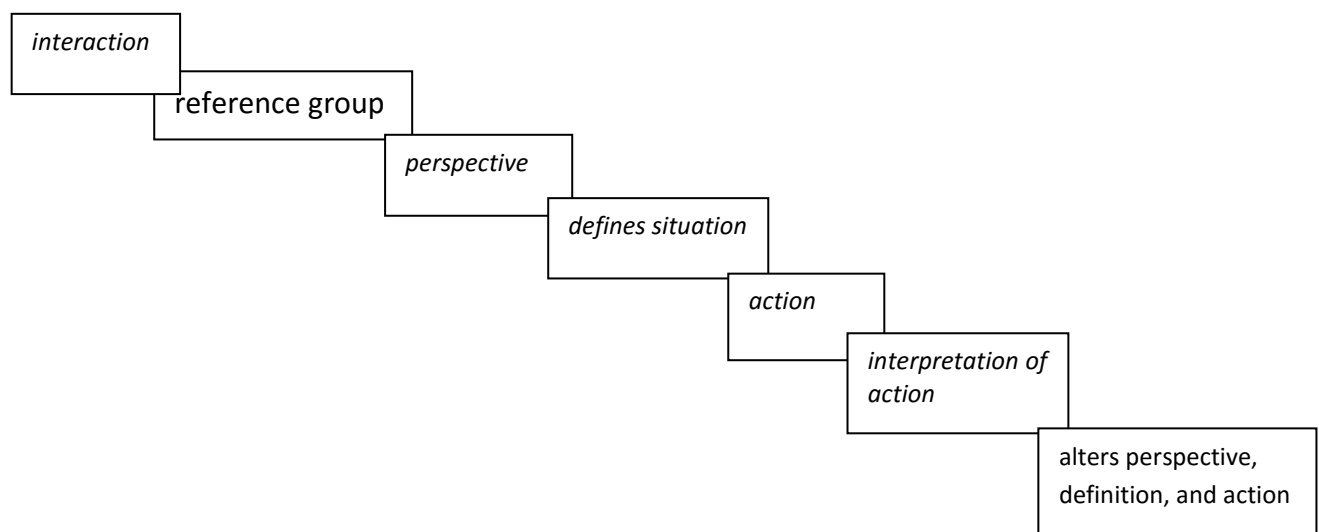 interaction
reference group
perspective
defines situation
action
interpretation of
action
alters perspective,
definition, and action